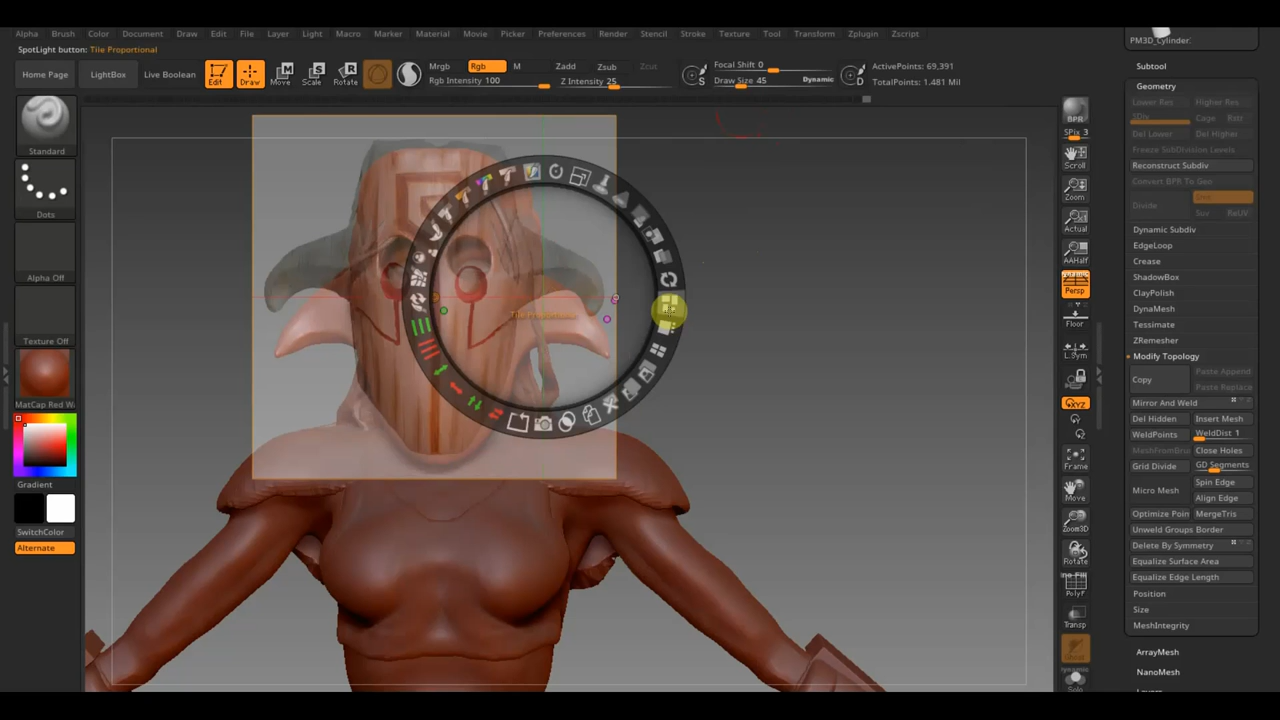 PM3D_Cylinder.
Alpha Brush Color Document Draw Edit File Layer Light Macro Marker Material Movie Picker Preferences Render Stencil Stroke Texture Tool Transform Zplugin Zscript
SpotLight button: Tile Proportional
Subtool
Home Page LightBox Live Boolean Edit Draw Move Scale Rotate
Mrgb Rgb M Zadd Zsub Zcut
Rgb Intensity 100 Z Intensity 25
Focal Shift 0
Draw Size 45 Dynamic
ActivePoints: 69,391
TotalPoints: 1.481 Mil
Geometry
Lower Res Higher Res
SDiv Cage Rstr
Del Lower Del Higher
Freeze SubDivision Levels
Reconstruct Subdiv
Convert BPR To Geo
Divide
Suv ReUV
Dynamic Subdiv
EdgeLoop
Crease
ShadowBox
ClayPolish
DynaMesh
Tessimate
ZRemesher
Modify Topology
Copy Paste Append
Paste Replace
Mirror And Weld
Del Hidden Insert Mesh
WeldPoints WeldDist 1
Close Holes
Grid Divide GD Segments
Spin Edge
Micro Mesh
Align Edge
Optimize Poin MergeTris
Unweld Groups Border
Delete By Symmetry
Equalize Surface Area
Equalize Edge Length
Position
Size
MeshIntegrity
ArrayMesh
NanoMesh
Standard
Dots
Alpha Off
Texture Off
MatCap Red W
Gradient
SwitchColor
Alternate
Tile Proportional
BPR
SPix 3
Scroll
Zoom
Actual
AAHalf
Persp
Floor
L.Sym
XYZ
Frame
Move
Zoom3D
Rotate
PolyF
Transp
Dynamic
Solo